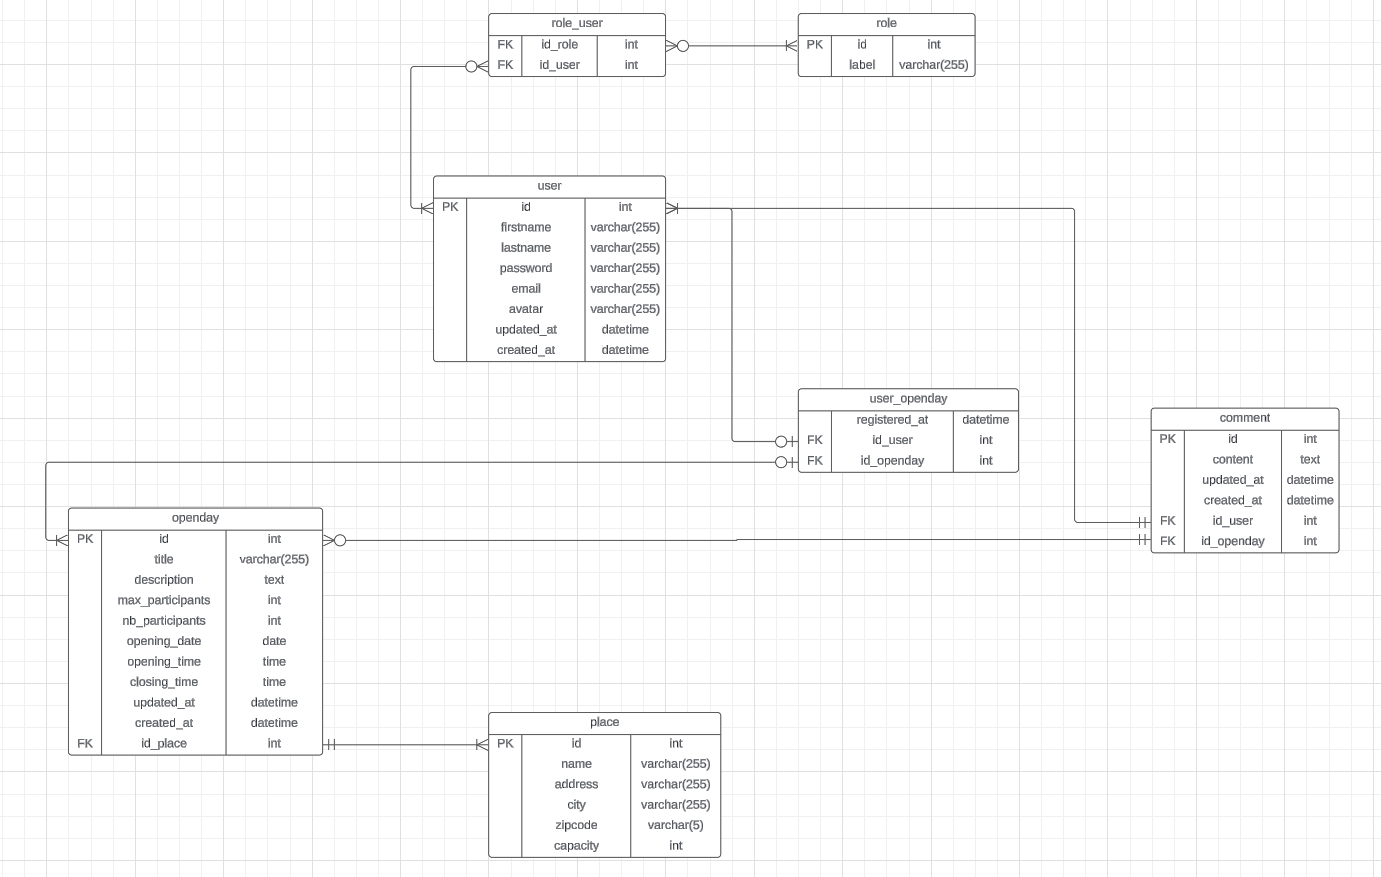 role_user
FK id_role int
FK id_user int
role
PK id int
label varchar(255)
user
PK id int
firstname varchar(255)
lastname varchar(255)
password varchar(255)
email varchar(255)
avatar varchar(255)
updated_at datetime
created_at datetime
user_openday
registered_at datetime
FK id_user int
FK id_openday int
comment
PK id int
content text
updated_at datetime
created_at datetime
FK id_user int
FK id_openday int
openday
PK id int
title varchar(255)
description text
max_participants int
nb_participants int
opening_date date
opening_time time
closing_time time
updated_at datetime
created_at datetime
FK id_place int
place
PK id int
name varchar(255)
address varchar(255)
city varchar(255)
zipcode varchar(5)
capacity int